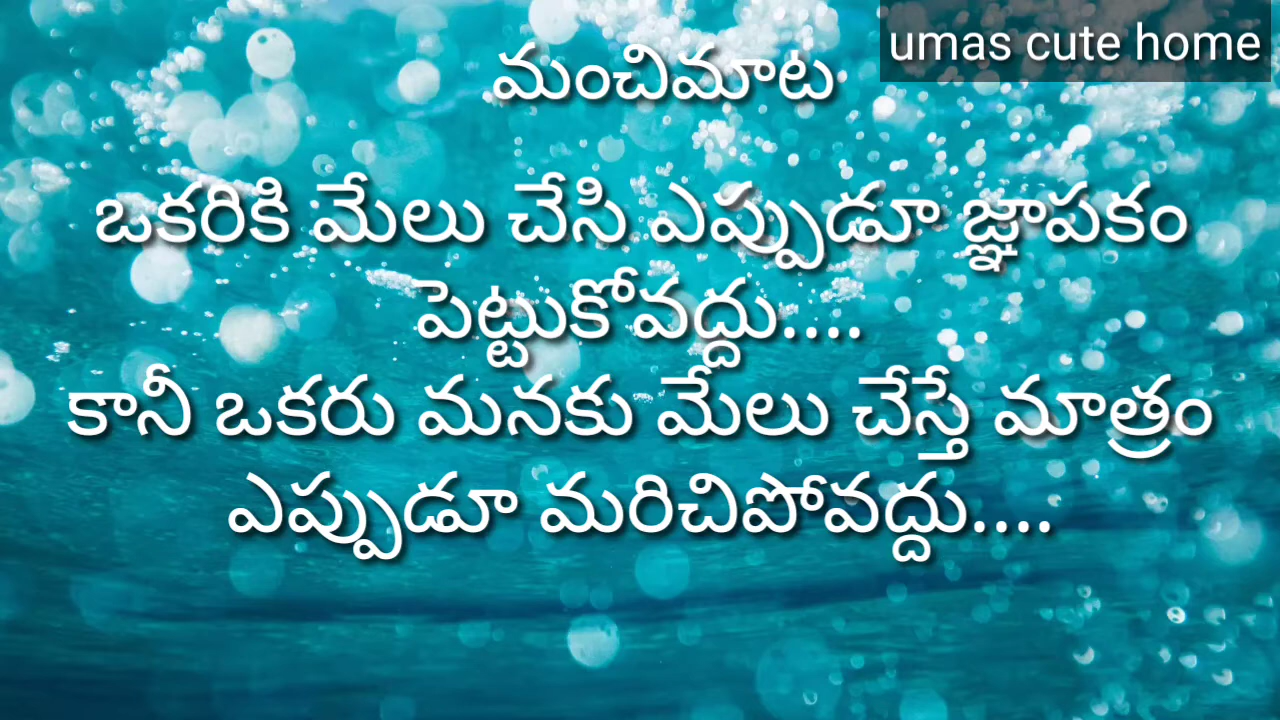 umas cute home
మంచిమాట
ఒకరికి మేలు చేసి ఎప్పుడూ జ్ఞాపకం
పెట్టుకోవద్దు....
కానీ ఒకరు మనకు మేలు చేస్తే మాత్రం
ఎప్పుడూ మరిచిపోవద్దు....